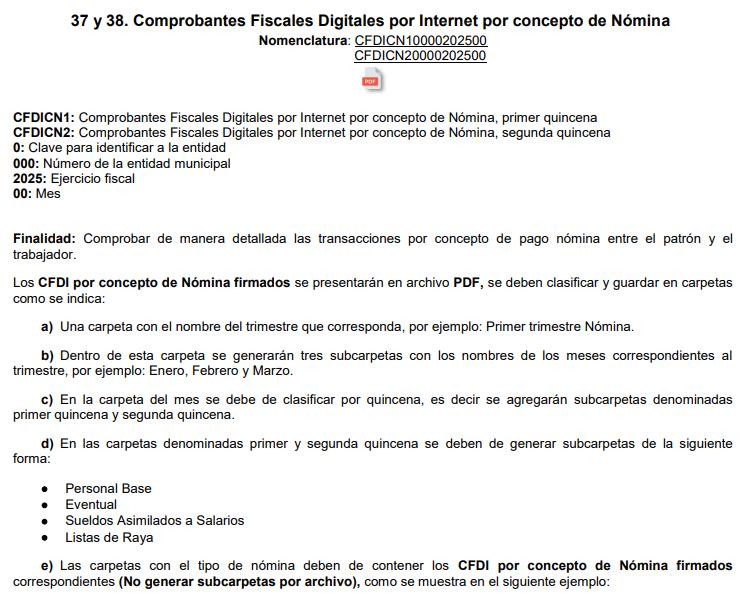 37 y 38. Comprobantes Fiscales Digitales por Internet por concepto de Nómina
Nomenclatura: CFDICN10000202500
CFDICN20000202500
PDF
CFDICN1: Comprobantes Fiscales Digitales por Internet por concepto de Nómina, primer quincena
CFDICN2: Comprobantes Fiscales Digitales por Internet por concepto de Nómina, segunda quincena
0: Clave para identificar a la entidad
000: Número de la entidad municipal
2025: Ejercicio fiscal
00: Mes
Finalidad: Comprobar de manera detallada las transacciones por concepto de pago nómina entre el patrón y el
trabajador.
Los CFDI por concepto de Nómina firmados se presentarán en archivo PDF, se deben clasificar y guardar en carpetas
como se indica:
a) Una carpeta con el nombre del trimestre que corresponda, por ejemplo: Primer trimestre Nómina.
b) Dentro de esta carpeta se generarán tres subcarpetas con los nombres de los meses correspondientes al
trimestre, por ejemplo: Enero, Febrero y Marzo.
c) En la carpeta del mes se debe de clasificar por quincena, es decir se agregarán subcarpetas denominadas
primer quincena y segunda quincena.
d) En las carpetas denominadas primer y segunda quincena se deben de generar subcarpetas de la siguiente
forma:
● Personal Base
● Eventual
● Sueldos Asimilados a Salarios
● Listas de Raya
e) Las carpetas con el tipo de nómina deben de contener los CFDI por concepto de Nómina firmados
correspondientes (No generar subcarpetas por archivo), como se muestra en el siguiente ejemplo: